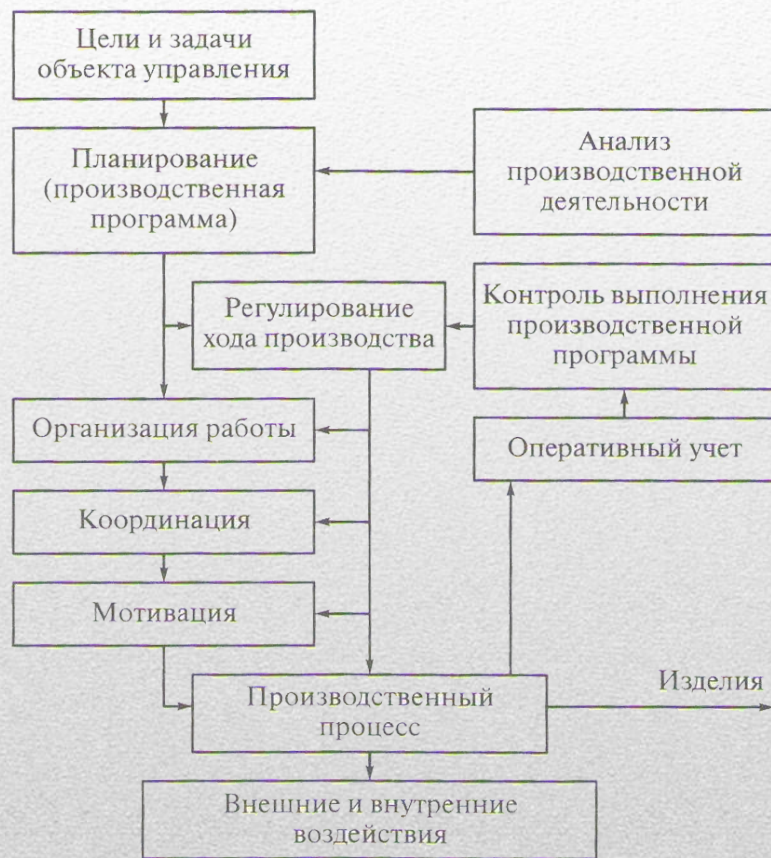 Цели и задачи
объекта управления
Планирование
(производственная
программа)
Анализ
производственной
деятельности
Регулирование
хода производства
Контроль выполнения
производственной
программы
Организация работы
Оперативный учет
Координация
Мотивация
Производственный
процесс
Изделия
Внешние и внутренние
воздействия